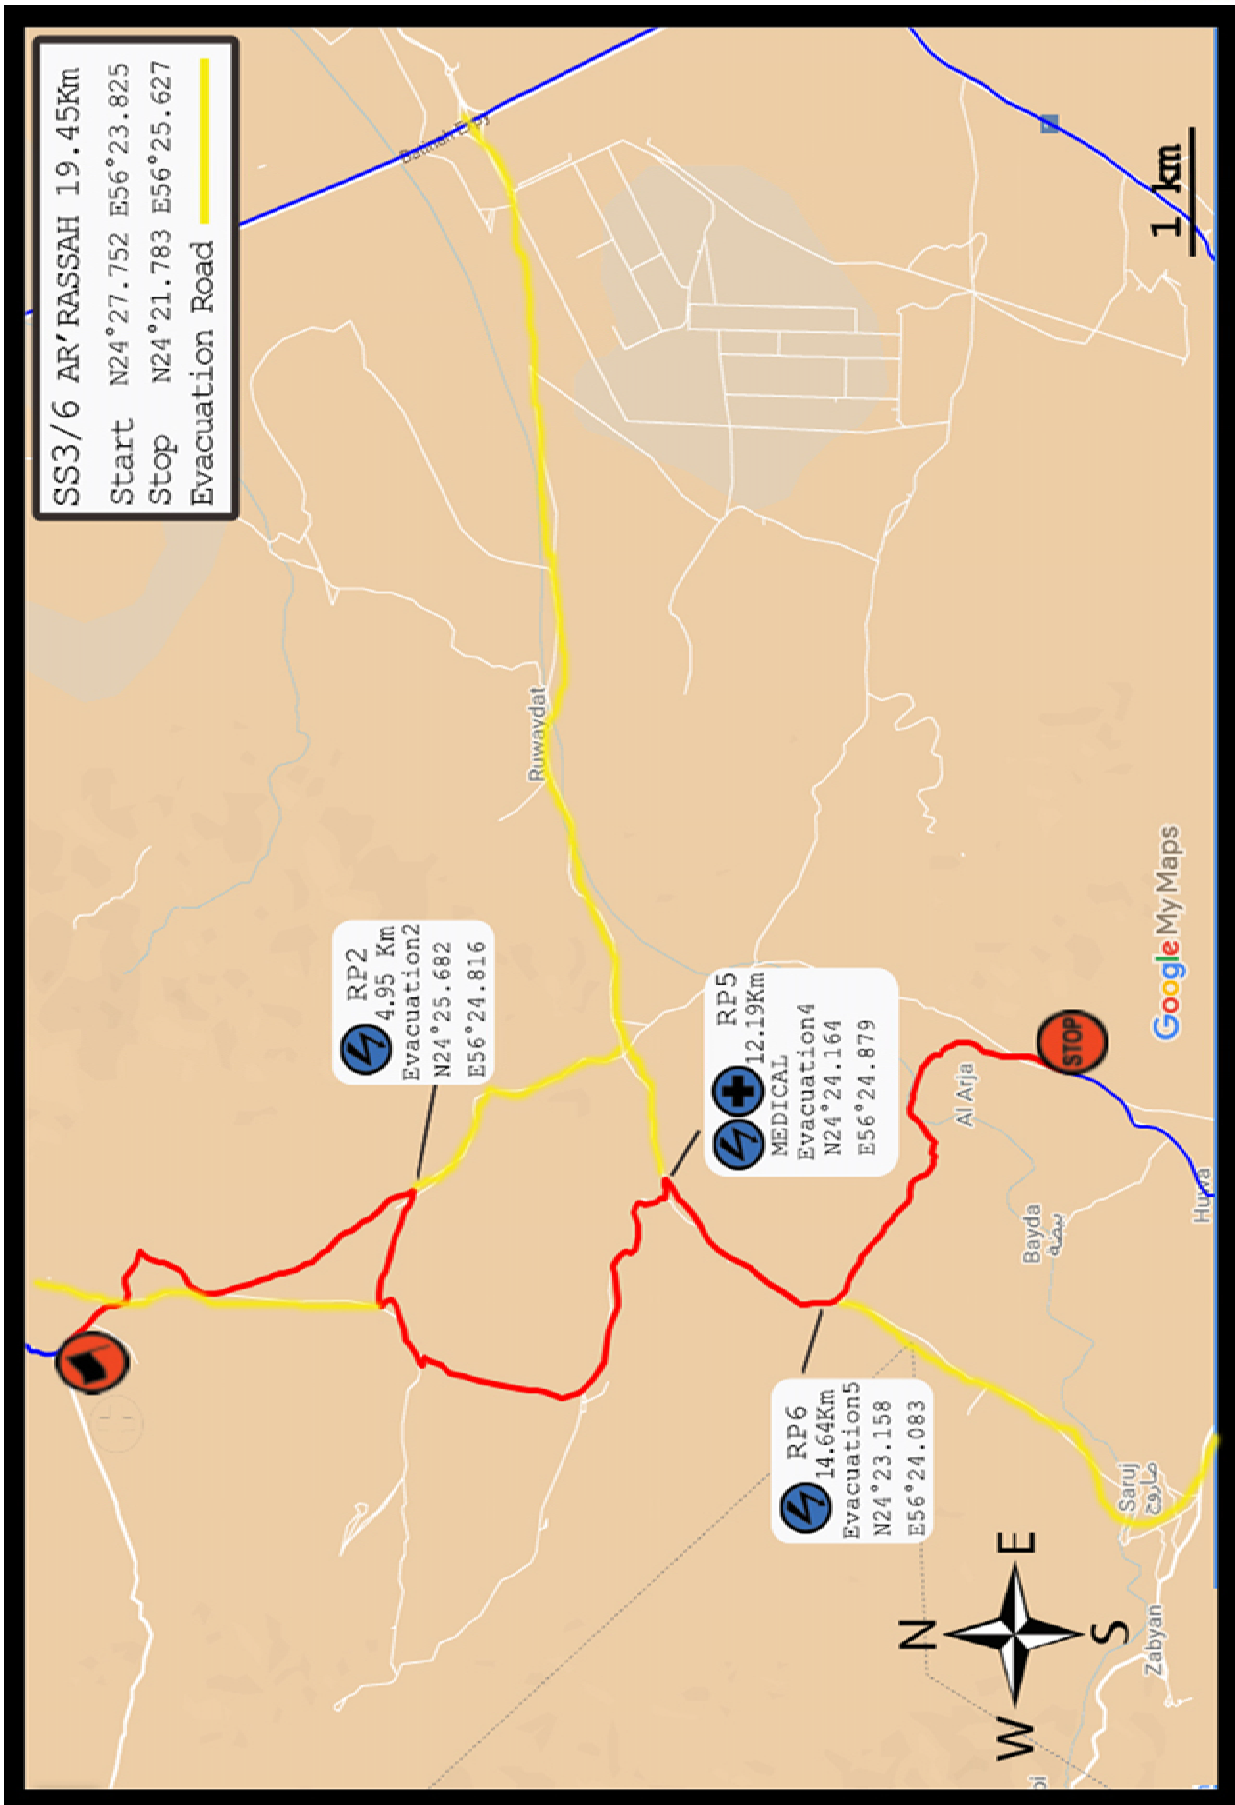 SS3/6 AR'RASSAH 19.45Km
Start N24°27.752 E56°23.825
Stop N24°21.783 E56°25.627
Evacuation Road
RP2
4.95 Km
Evacuation2
N24°25.682
E56°24.816
Ruwaydat
RP5
12.19Km
MEDICAL
Evacuation4
N24°24.164
E56°24.879
RP6
14.64Km
Evacuation5
N24°23.158
E56°24.083
Al Arja
STOP
Bayda
بيضة
Saruj
صاروج
Zabyan
N
W
E
S
Google My Maps
1 km